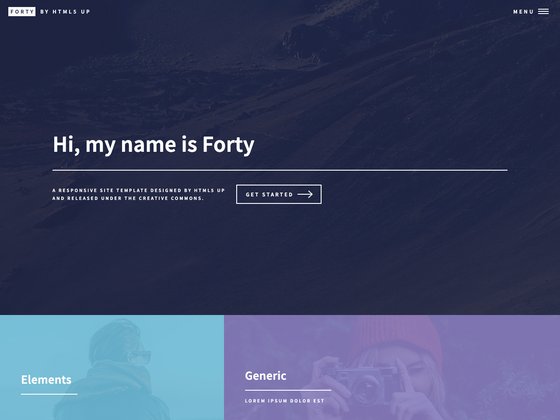 FORTY BY HTML5 UP
MENU
Hi, my name is Forty
A RESPONSIVE SITE TEMPLATE DESIGNED BY HTML5 UP
AND RELEASED UNDER THE CREATIVE COMMONS.
GET STARTED
Elements
Generic
LOREM IPSUM DOLOR EST